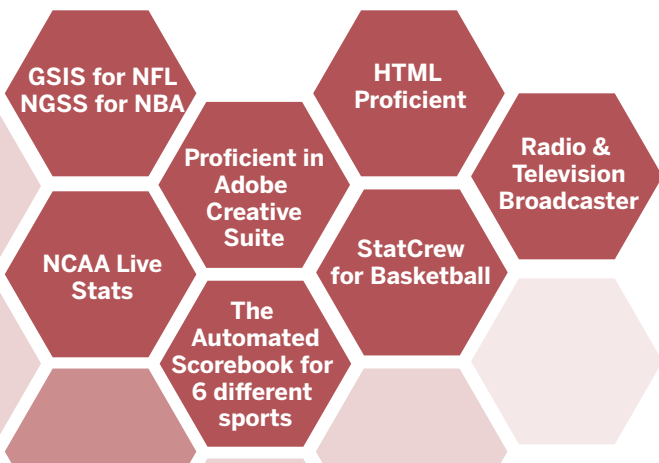 GSIS for NFL
NGSS for NBA
HTML
Proficient
Proficient in
Adobe
Creative
Suite
Radio &
Television
Broadcaster
NCAA Live
Stats
StatCrew
for Basketball
The
Automated
Scorebook for
6 different
sports